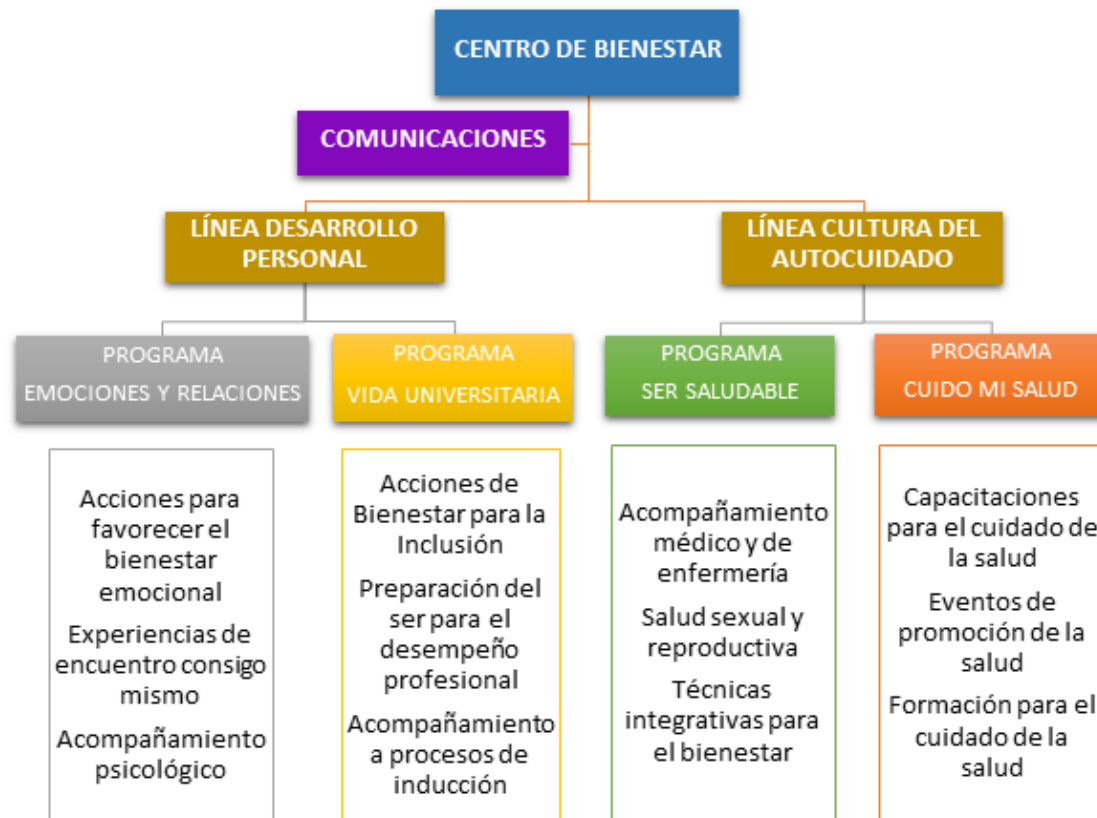 CENTRO DE BIENESTAR
COMUNICACIONES
LÍNEA DESARROLLO
PERSONAL
LÍNEA CULTURA DEL
AUTOCUIDADO
PROGRAMA
EMOCIONES Y RELACIONES
PROGRAMA
VIDA UNIVERSITARIA
PROGRAMA
SER SALUDABLE
PROGRAMA
CUIDO MI SALUD
Acciones para
favorecer el
bienestar
emocional
Experiencias de
encuentro consigo
mismo
Acompañamiento
psicológico
Acciones de
Bienestar para la
Inclusión
Preparación del
ser para el
desempeño
profesional
Acompañamiento
a procesos de
inducción
Acompañamiento
médico y de
enfermería
Salud sexual y
reproductiva
Técnicas
integrativas para
el bienestar
Capacitaciones
para el cuidado de
la salud
Eventos de
promoción de la
salud
Formación para el
cuidado de la
salud